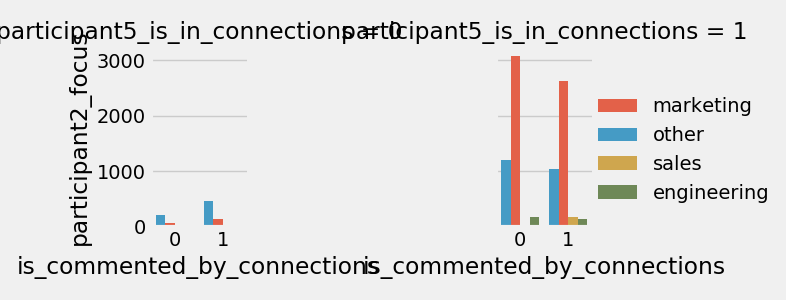 participant5_is_in_connections = 0
participant5_is_in_connections = 1
participant2_focus
3000
2000
1000
0
0 1
0 1
is_commented_by_connections
is_commented_by_connections
marketing
other
sales
engineering